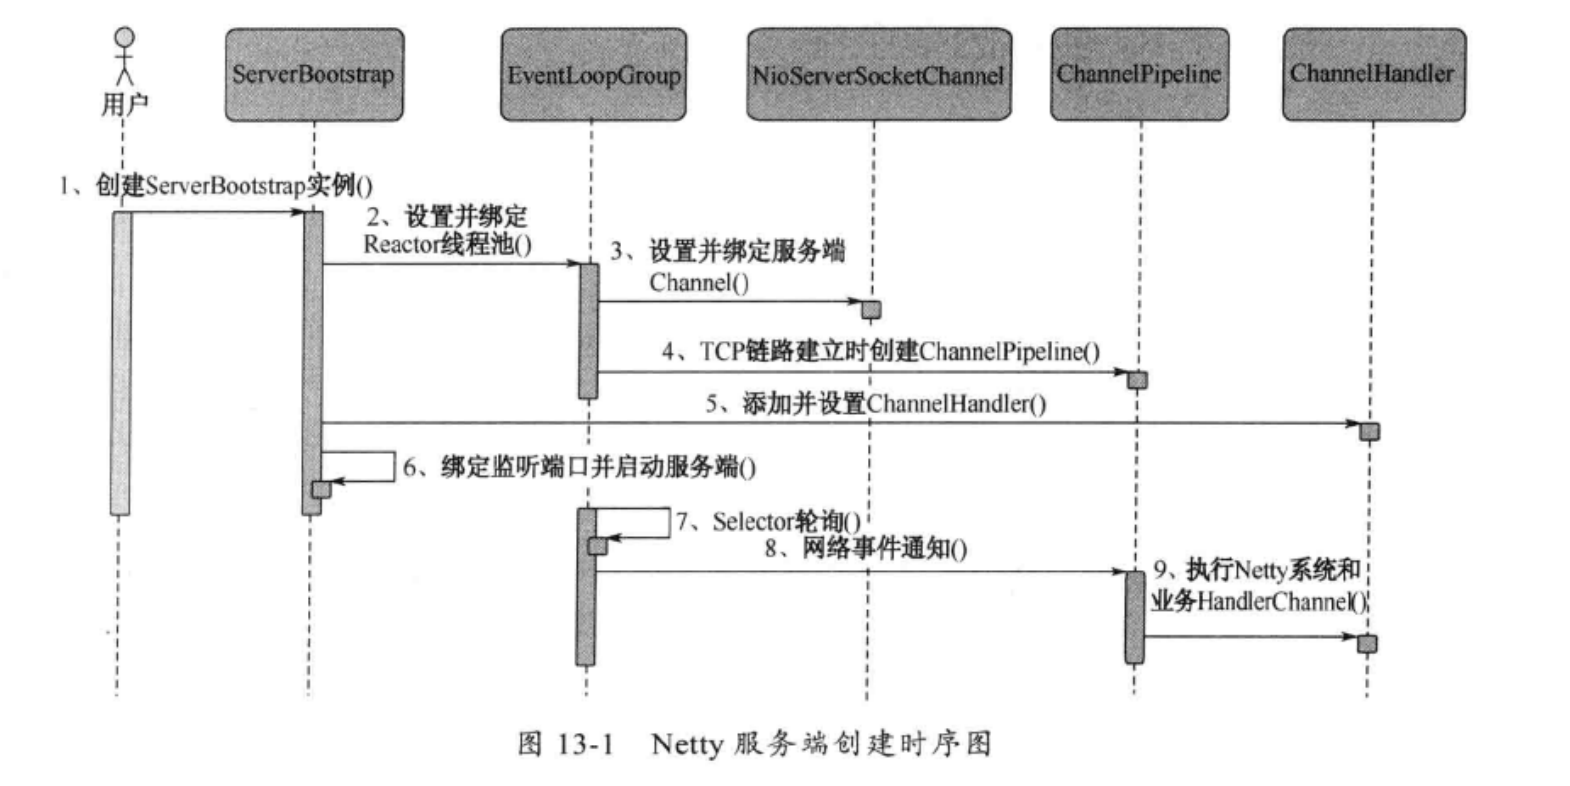 用户
ServerBootstrap
EventLoopGroup
NioServerSocketChannel
ChannelPipeline
ChannelHandler
1、创建ServerBootstrap实例()
2、设置并绑定
Reactor线程池()
3、设置并绑定服务端
Channel()
4、TCP链路建立时创建ChannelPipeline()
5、添加并设置ChannelHandler()
6、绑定监听端口并启动服务端()
7、Selector轮询()
8、网络事件通知()
9、执行Netty系统和
业务HandlerChannel()
图 13-1 Netty 服务端创建时序图